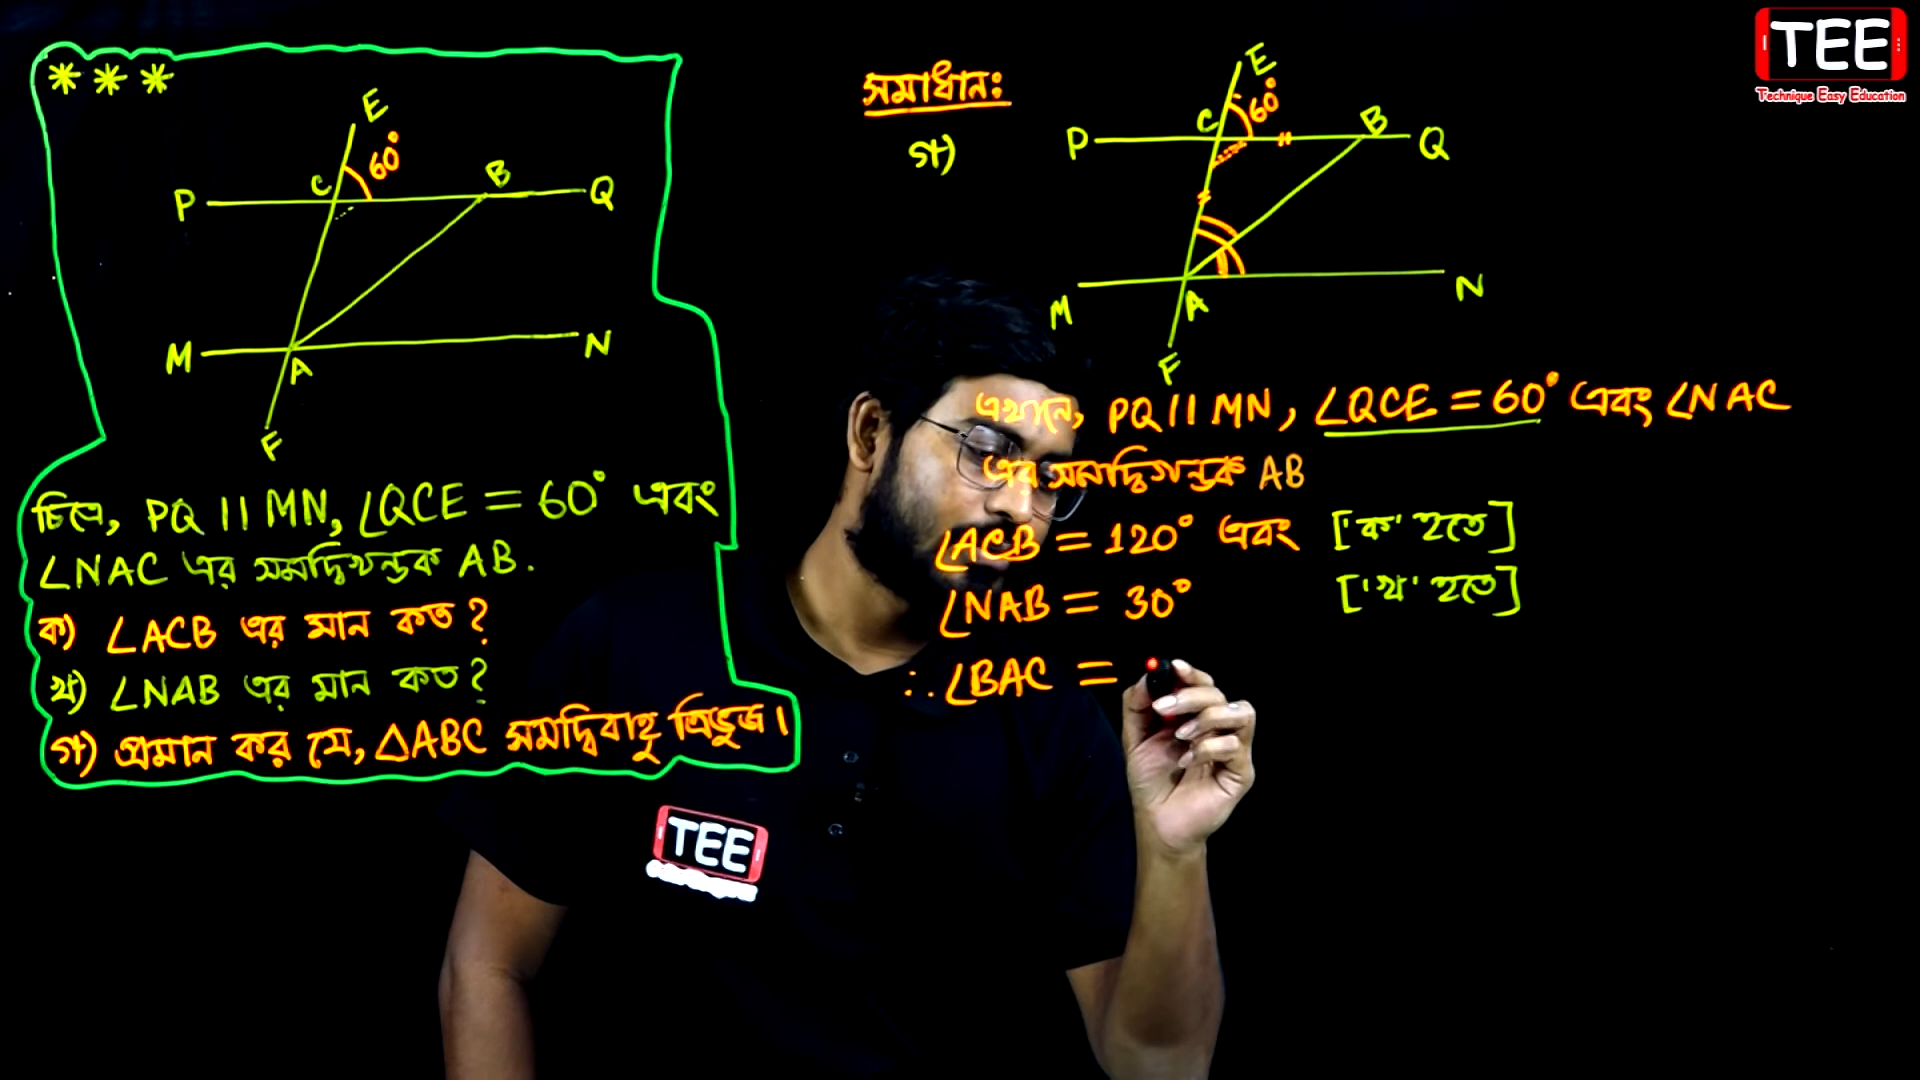 ***
E
60°
C
B
P
Q
M
A
N
F
চিত্রে, PQ || MN, ∠QCE = 60° এবং
∠NAC এর সমদ্বিখন্ডক AB.
ক) ∠ACB এর মান কত?
খ) ∠NAB এর মান কত?
গ) প্রমান কর যে, △ABC সমদ্বিবাহু ত্রিভুজ।
সমাধান:
গ)
E
60°
C
B
P
Q
M
A
N
F
এখানে, PQ || MN, ∠QCE = 60° এবং ∠NAC
এর সমদ্বিখন্ডক AB
∠ACB = 120° এবং ['ক' হতে]
∠NAB = 30° ['খ' হতে]
∴ ∠BAC =
TEE
Technique Easy Education
TEE